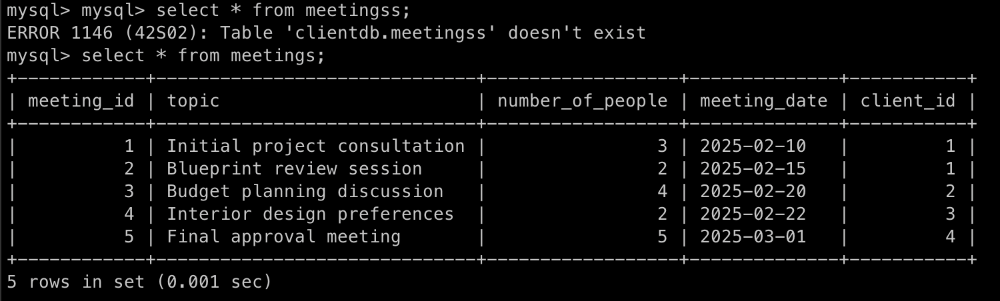 mysql> mysql> select * from meetingss;
ERROR 1146 (42S02): Table 'clientdb.meetingss' doesn't exist
mysql> select * from meetings;
+------------+------------------------------+------------------+--------------+-----------+
| meeting_id | topic                        | number_of_people | meeting_date | client_id |
+------------+------------------------------+------------------+--------------+-----------+
|          1 | Initial project consultation |                3 | 2025-02-10   |         1 |
|          2 | Blueprint review session     |                2 | 2025-02-15   |         1 |
|          3 | Budget planning discussion   |                4 | 2025-02-20   |         2 |
|          4 | Interior design preferences  |                2 | 2025-02-22   |         3 |
|          5 | Final approval meeting       |                5 | 2025-03-01   |         4 |
+------------+------------------------------+------------------+--------------+-----------+
5 rows in set (0.001 sec)